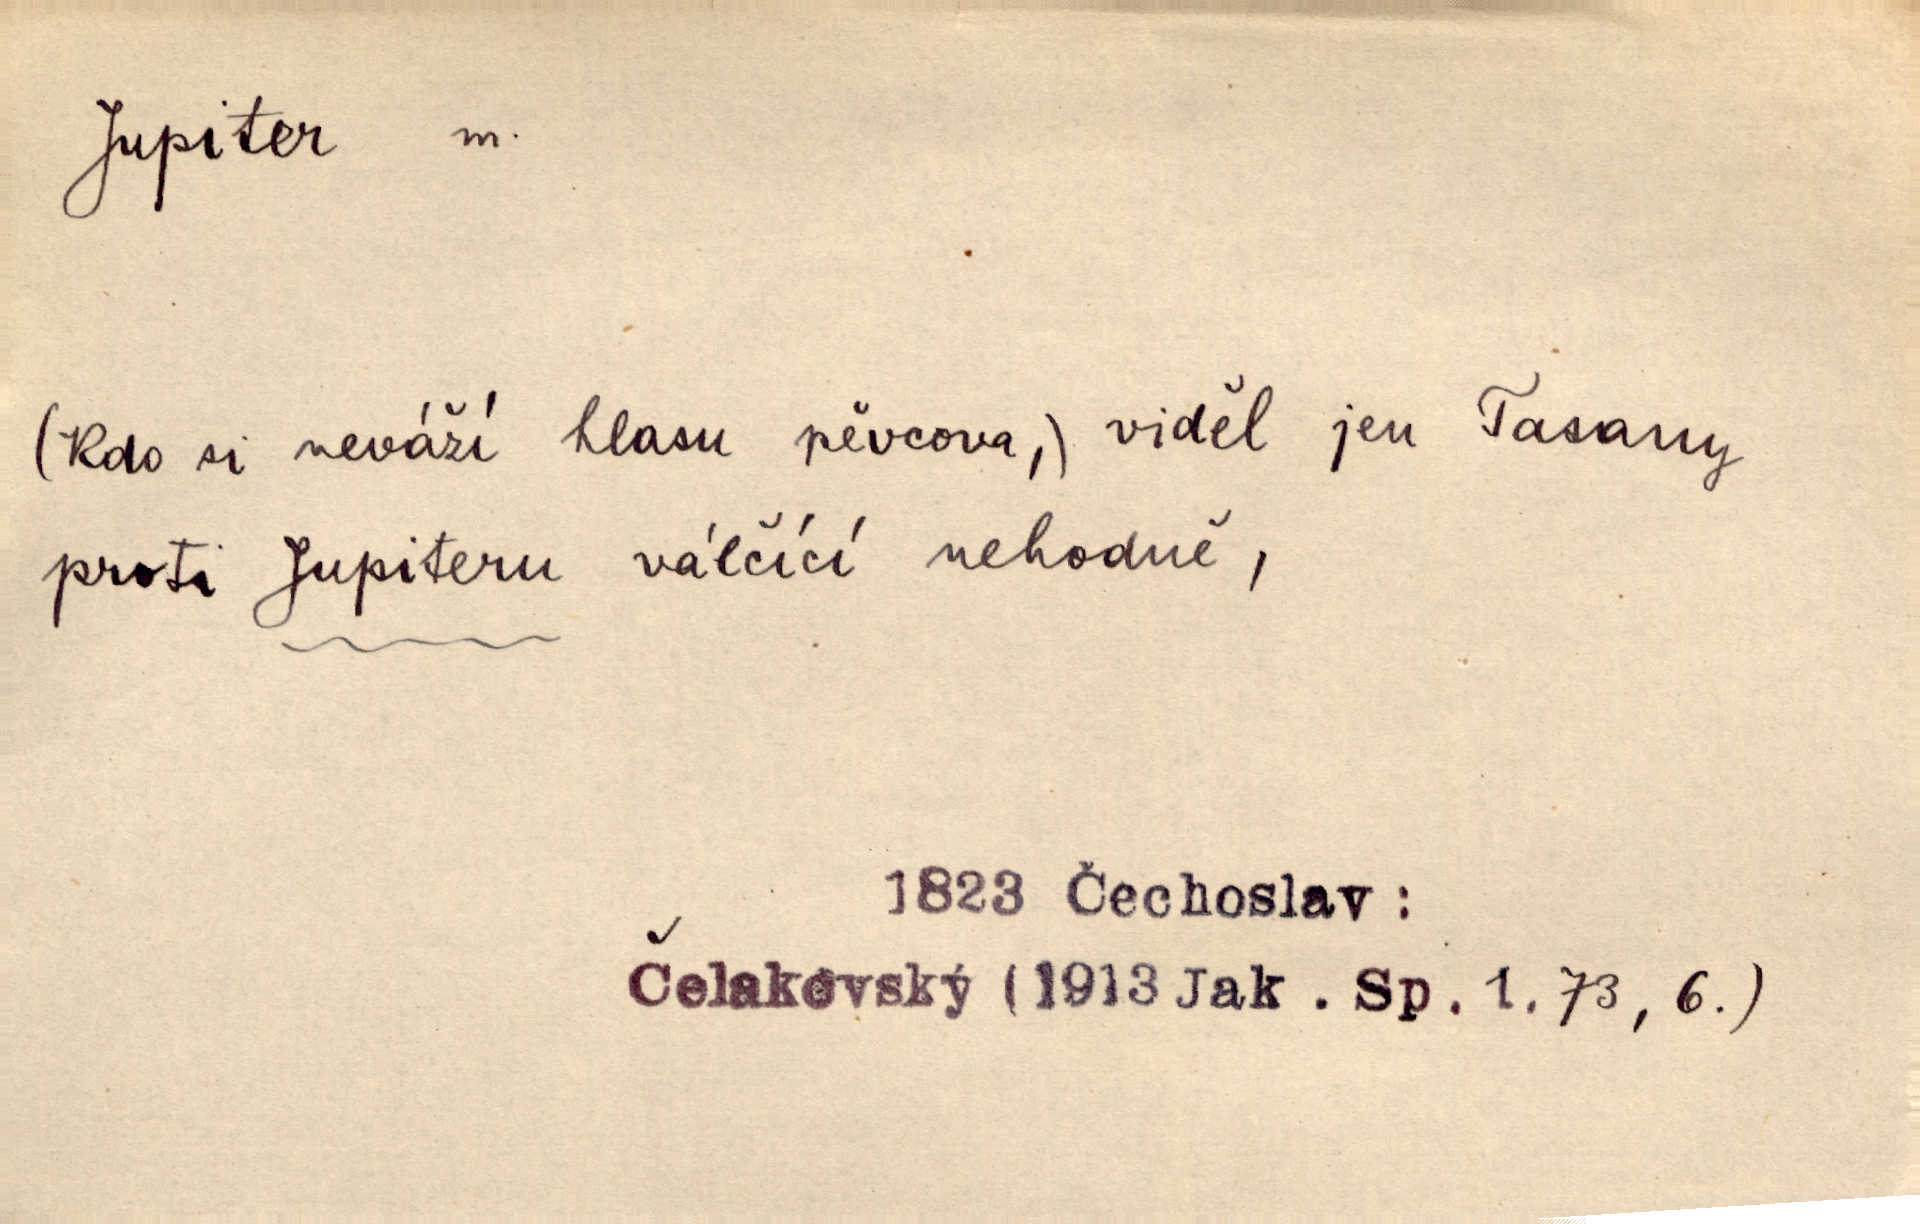 Jupiter m.
(Kdo si neváží hlasu pěvcova,) viděl jen Tasany
proti Jupiteru válčící nehodně,
1823 Čechoslav :
Čelakovský (1913 Jak. Sp. 1. 73, 6.)